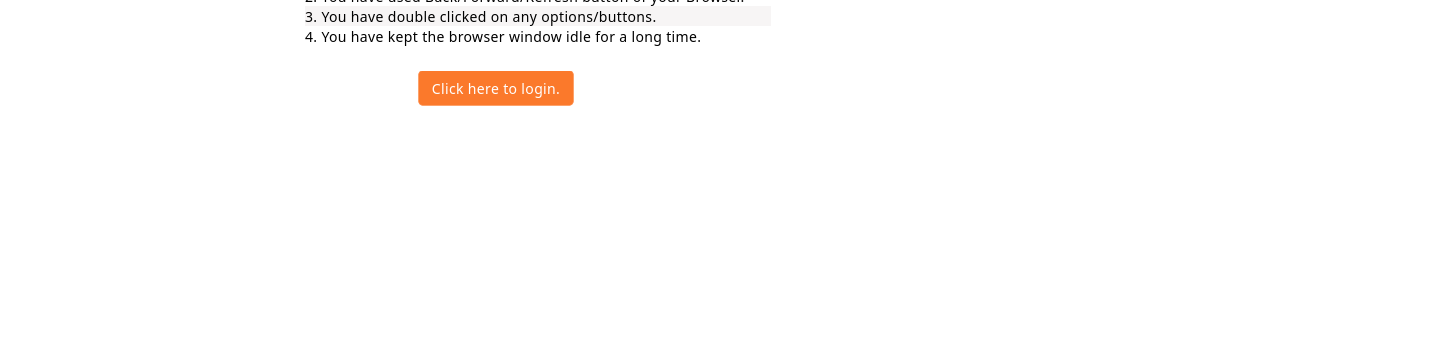 2. You have used Back/Forward/Refresh button of your Browser.
3. You have double clicked on any options/buttons.
4. You have kept the browser window idle for a long time.
Click here to login.